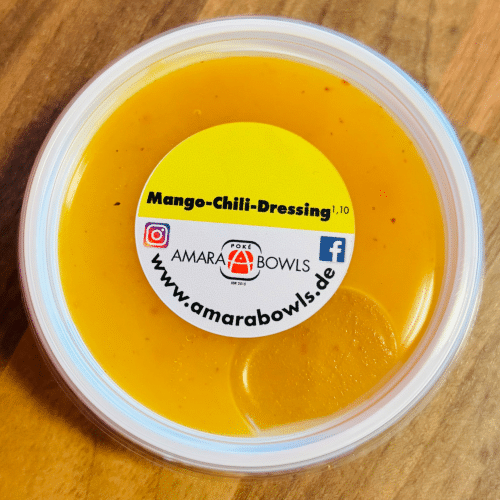 Mango-Chili-Dressing1,10
POKÉ
AMARA BOWLS
www.amarabowls.de